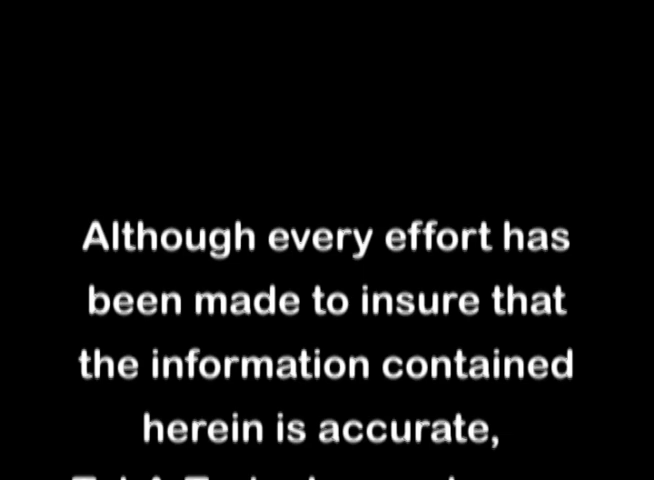 Although every effort has
been made to insure that
the information contained
herein is accurate,